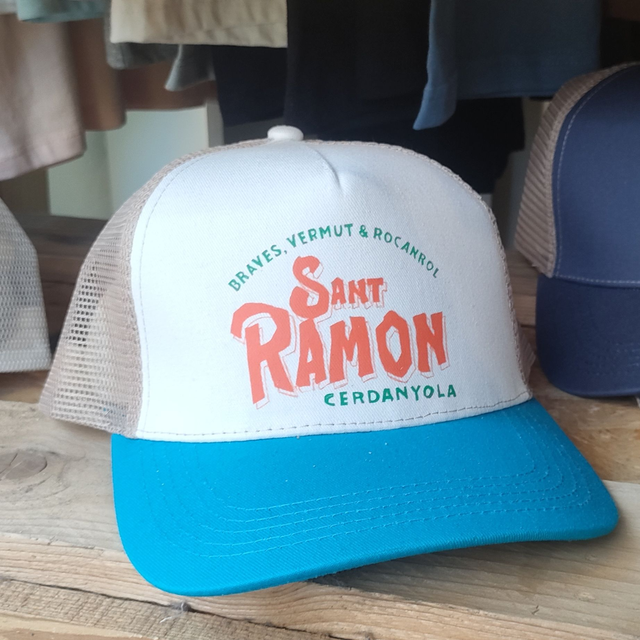 BRAVES, VERMUT & ROCANROL
SANT
RAMON
CERDANYOLA